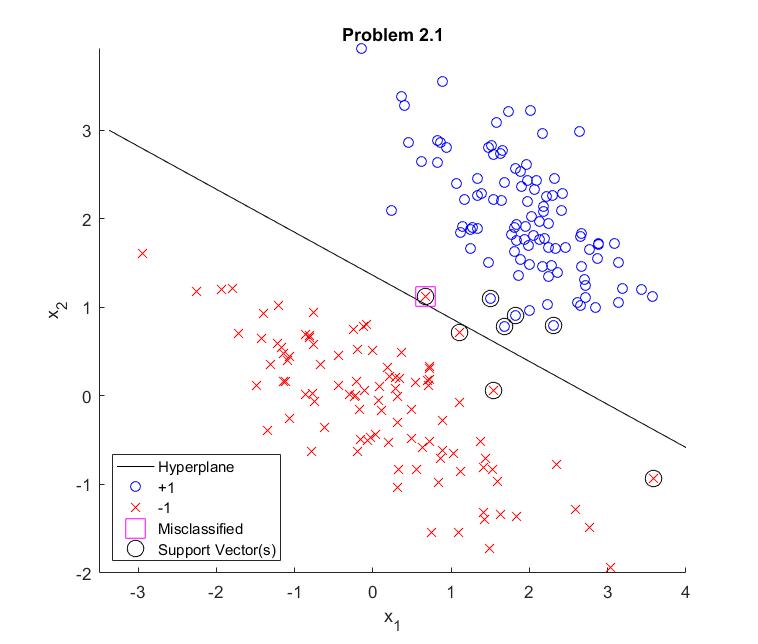 Problem 2.1
x2
3
2
1
0
-1
-2
Hyperplane
+1
-1
Misclassified
Support Vector(s)
-3 -2 -1 0 1 2 3 4
x1